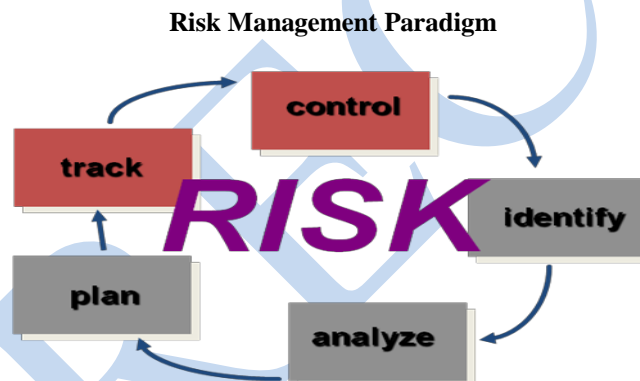 Risk Management Paradigm
control
track
RISK
identify
plan
analyze